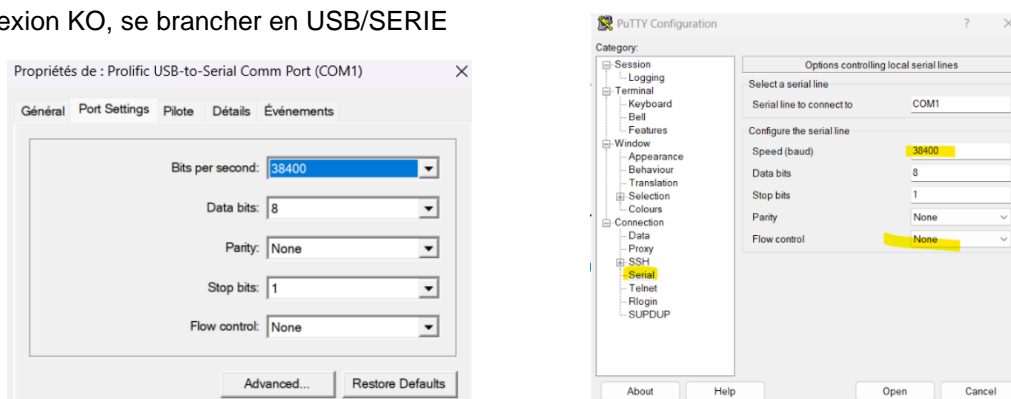 exion KO, se brancher en USB/SERIE
Propriétés de : Prolific USB-to-Serial Comm Port (COM1)
Général Port Settings Pilote Détails Événements
Bits per second: 38400
Data bits: 8
Parity: None
Stop bits: 1
Flow control: None
Advanced... Restore Defaults
PuTTY Configuration
Category:
Session
Logging
Terminal
Keyboard
Bell
Features
Window
Appearance
Behaviour
Translation
Selection
Colours
Connection
Data
Proxy
SSH
Serial
Telnet
Rlogin
SUPDUP
Options controlling local serial lines
Select a serial line
Serial line to connect to COM1
Configure the serial line
Speed (baud) 38400
Data bits 8
Stop bits 1
Parity None
Flow control None
About Help Open Cancel